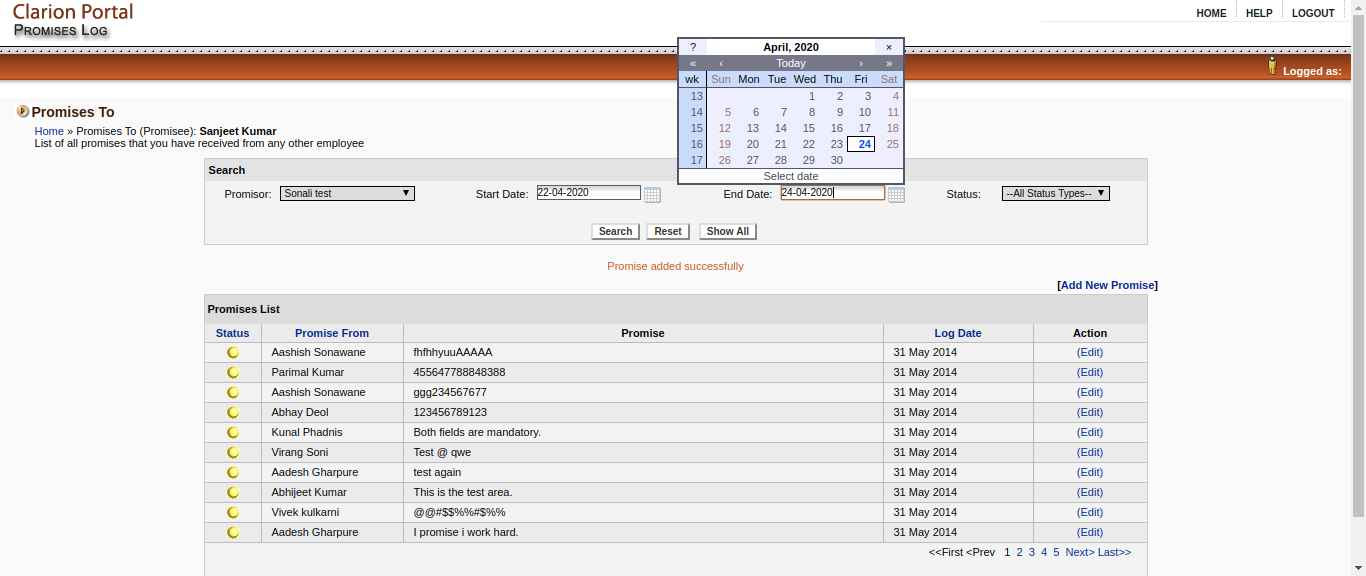 Clarion Portal
PROMISES LOG
HOME HELP LOGOUT
Logged as:
? April, 2020 ×
« ‹ Today › »
wk Sun Mon Tue Wed Thu Fri Sat
13 1 2 3 4
14 5 6 7 8 9 10 11
15 12 13 14 15 16 17 18
16 19 20 21 22 23 24 25
17 26 27 28 29 30
Select date
Promises To
Home » Promises To (Promisee): Sanjeet Kumar
List of all promises that you have received from any other employee
Search
Promisor: Sonali test Start Date: 22-04-2020 End Date: 24-04-2020 Status: --All Status Types--
Search Reset Show All
Promise added successfully
[Add New Promise]
Promises List
Status Promise From Promise Log Date Action
Aashish Sonawane fhfhhyuuAAAAA 31 May 2014 (Edit)
Parimal Kumar 455647788848388 31 May 2014 (Edit)
Aashish Sonawane ggg234567677 31 May 2014 (Edit)
Abhay Deol 123456789123 31 May 2014 (Edit)
Kunal Phadnis Both fields are mandatory. 31 May 2014 (Edit)
Virang Soni Test @ qwe 31 May 2014 (Edit)
Aadesh Gharpure test again 31 May 2014 (Edit)
Abhijeet Kumar This is the test area. 31 May 2014 (Edit)
Vivek kulkarni @@#$$%%#$%% 31 May 2014 (Edit)
Aadesh Gharpure I promise i work hard. 31 May 2014 (Edit)
<<First <Prev 1 2 3 4 5 Next> Last>>